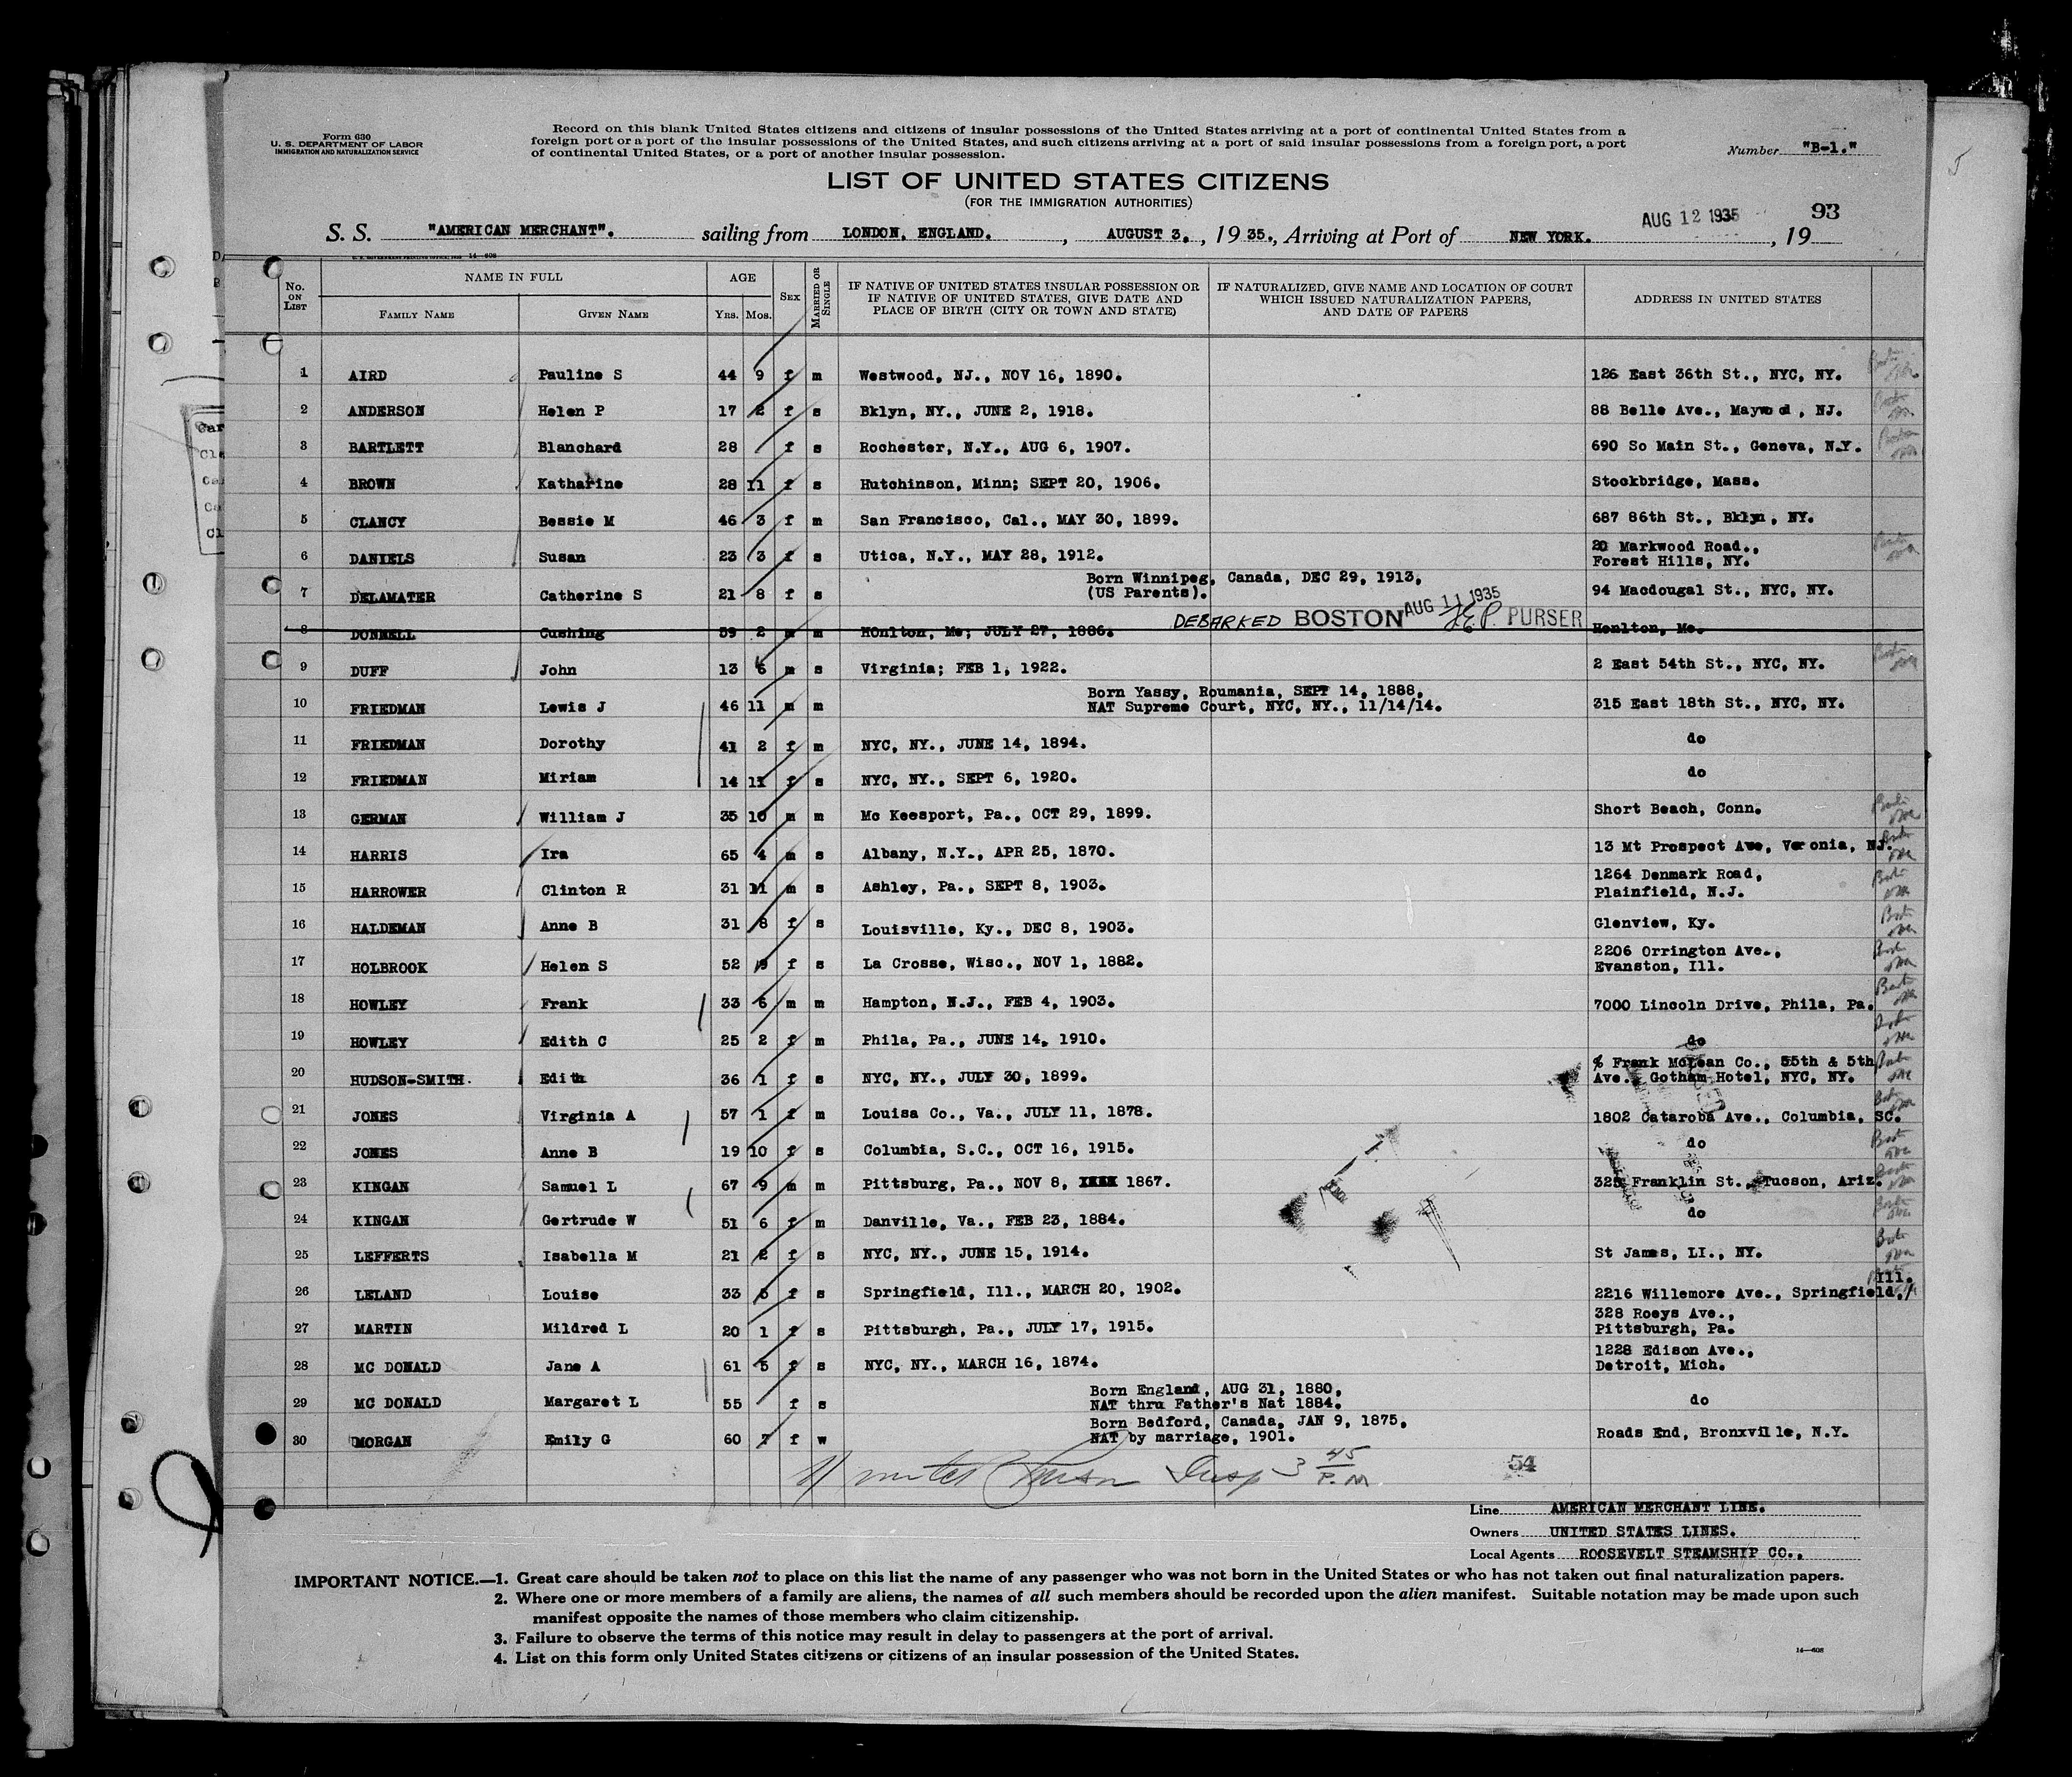 Form 630
U. S. DEPARTMENT OF LABOR
IMMIGRATION AND NATURALIZATION SERVICE
Record on this blank United States citizens and citizens of insular possessions of the United States arriving at a port of continental United States from a
foreign port or a port of the insular possessions of the United States, and such citizens arriving at a port of said insular possessions from a foreign port, a port
of continental United States, or a port of another insular possession.
Number "B-1."
LIST OF UNITED STATES CITIZENS
(FOR THE IMMIGRATION AUTHORITIES)
AUG 12 1935 93
S. S. "AMERICAN MERCHANT". sailing from LONDON, ENGLAND. , AUGUST 3, , 1935., Arriving at Port of NEW YORK. , 19
No. on List NAME IN FULL Family Name Given Name AGE Yrs. Mos. Sex Married or Single IF NATIVE OF UNITED STATES INSULAR POSSESSION OR IF NATIVE OF UNITED STATES, GIVE DATE AND PLACE OF BIRTH (CITY OR TOWN AND STATE) IF NATURALIZED, GIVE NAME AND LOCATION OF COURT WHICH ISSUED NATURALIZATION PAPERS, AND DATE OF PAPERS ADDRESS IN UNITED STATES
1 AIRD Pauline S 44 9 f m Westwood, NJ., NOV 16, 1890. 126 East 36th St., NYC, NY.
2 ANDERSON Helen P 17 2 f s Bklyn, NY., JUNE 2, 1918. 88 Belle Ave., Maywood, NJ.
3 BARTLETT Blanchard 28 f s Rochester, N.Y., AUG 6, 1907. 690 So Main St., Geneva, N.Y.
4 BROWN Katharine 28 11 f s Hutchinson, Minn; SEPT 20, 1906. Stockbridge, Mass.
5 CLANCY Bessie M 46 3 f m San Francisco, Cal., MAY 30, 1899. 687 86th St., Bklyn, NY.
6 DANIELS Susan 23 3 f s Utica, N.Y., MAY 28, 1912. 20 Markwood Road.,
Forest Hills, NY.
7 DELAMATER Catherine S 21 8 f s Born Winnipeg, Canada, DEC 29, 1913,
(US Parents). 94 Macdougal St., NYC, NY.
8 DONNELL Cushing 59 2 m m HOnlton, Me; JULY 27, 1886. DEBARKED BOSTON AUG 11 1935 PURSER Honlton, Me.
9 DUFF John 13 6 m s Virginia; FEB 1, 1922. 2 East 54th St., NYC, NY.
10 FRIEDMAN Lewis J 46 11 m m Born Yassy, Roumania, SEPT 14, 1888,
NAT Supreme Court, NYC, NY., 11/14/14. 315 East 18th St., NYC, NY.
11 FRIEDMAN Dorothy 41 2 f m NYC, NY., JUNE 14, 1894. do
12 FRIEDMAN Miriam 14 11 f s NYC, NY., SEPT 6, 1920. do
13 GERMAN William J 35 10 m m Mc Keesport, Pa., OCT 29, 1899. Short Beach, Conn.
14 HARRIS Ira 65 4 m s Albany, N.Y., APR 25, 1870. 13 Mt Prospect Ave, Veronia, NJ.
15 HARROWER Clinton R 31 11 m s Ashley, Pa., SEPT 8, 1903. 1264 Denmark Road,
Plainfield, N.J.
16 HALDEMAN Anne B 31 8 f s Louisville, Ky., DEC 8, 1903. Glenview, Ky.
17 HOLBROOK Helen S 52 9 f s La Crosse, Wisc., NOV 1, 1882. 2206 Orrington Ave.,
Evanston, Ill.
18 HOWLEY Frank 33 6 m m Hampton, N.J., FEB 4, 1903. 7000 Lincoln Drive, Phila, Pa.
19 HOWLEY Edith C 25 2 f m Phila, Pa., JUNE 14, 1910. do
20 HUDSON-SMITH. Edith 36 1 f s NYC, NY., JULY 30, 1899. % Frank McLean Co., 55th & 5th
Ave., Gotham Hotel, NYC, NY.
21 JONES Virginia A 57 1 f m Louisa Co., Va., JULY 11, 1878. 1802 Cataroba Ave., Columbia, SC.
22 JONES Anne B 19 10 f s Columbia, S.C., OCT 16, 1915. do
23 KINGAN Samuel L 67 9 m m Pittsburg, Pa., NOV 8, XXXX 1867. 325 Franklin St., Tucson, Ariz.
24 KINGAN Gertrude W 51 6 f m Danville, Va., FEB 23, 1884. do
25 LEFFERTS Isabella M 21 2 f s NYC, NY., JUNE 15, 1914. St James, LI., NY.
26 LELAND Louise 33 5 f s Springfield, Ill., MARCH 20, 1902. 2216 Willemore Ave., Springfield,/ Ill.
27 MARTIN Mildred L 20 1 f s Pittsburgh, Pa., JULY 17, 1915. 328 Roeys Ave.,
Pittsburgh, Pa.
28 MC DONALD Jane A 61 5 f s NYC, NY., MARCH 16, 1874. 1228 Edison Ave.,
Detroit, Mich.
29 MC DONALD Margaret L 55 f s Born England, AUG 31, 1880,
NAT thru Father's Nat 1884. do
30 MORGAN Emily G 60 7 f w Born Bedford, Canada, JAN 9, 1875,
NAT by marriage, 1901. Roads End, Bronxville, N.Y.
Insp 3 45 P.M 54
Line AMERICAN MERCHANT LINE.
Owners UNITED STATES LINES.
Local Agents ROOSEVELT STEAMSHIP CO.,
IMPORTANT NOTICE.—1. Great care should be taken not to place on this list the name of any passenger who was not born in the United States or who has not taken out final naturalization papers.
2. Where one or more members of a family are aliens, the names of all such members should be recorded upon the alien manifest. Suitable notation may be made upon such
manifest opposite the names of those members who claim citizenship.
3. Failure to observe the terms of this notice may result in delay to passengers at the port of arrival.
4. List on this form only United States citizens or citizens of an insular possession of the United States.
14—608